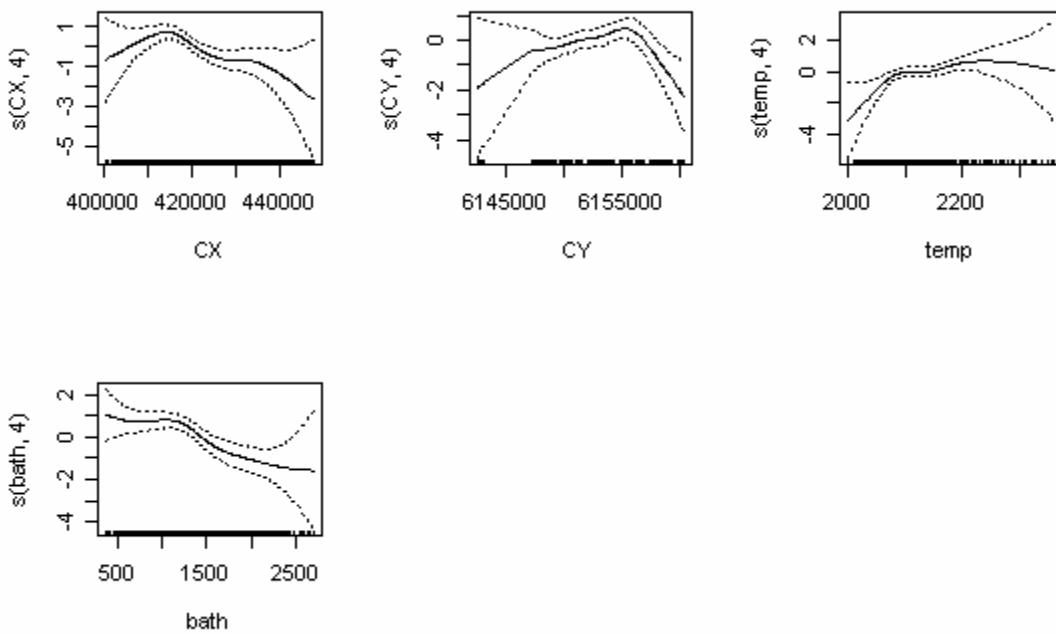 s(CX, 4)
1
-1
-3
-5
400000 420000 440000
CX
s(CY, 4)
0
-2
-4
6145000 6155000
CY
s(temp, 4)
2
0
-4
2000 2200
temp
s(bath, 4)
2
0
-2
-4
500 1500 2500
bath